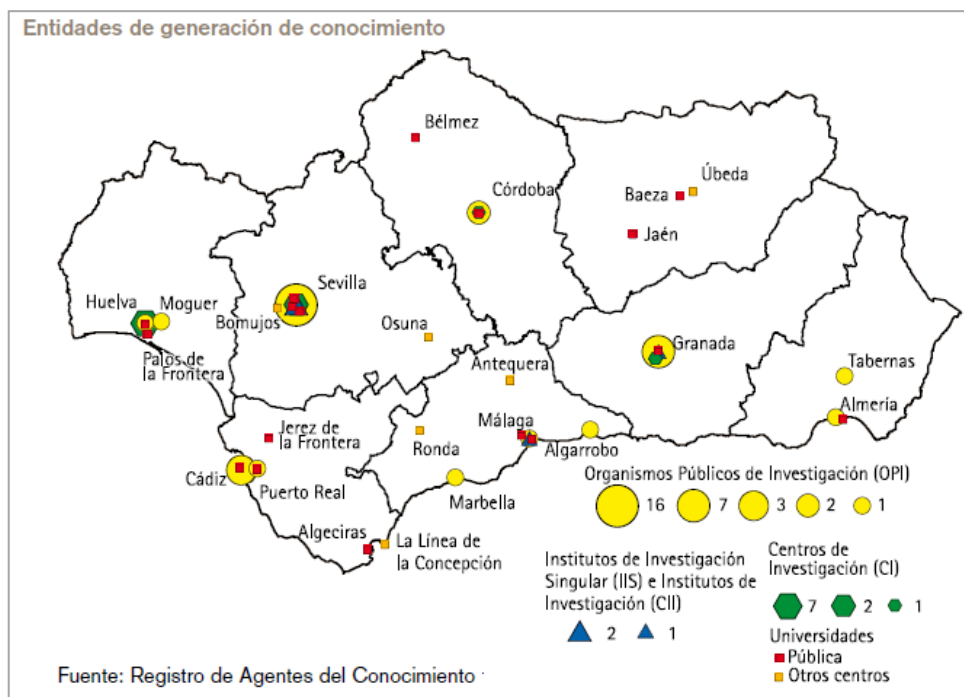 Entidades de generación de conocimiento
Bélmez
Córdoba
Úbeda
Baeza
Jaén
Sevilla
Huelva
Moguer
Bomujos
Osuna
Palos de
la Frontera
Granada
Antequera
Tabernas
Almería
Jerez de
la Frontera
Málaga
Ronda
Algarrobo
Cádiz
Puerto Real
Marbella
Algeciras
La Línea de
la Concepción
Organismos Públicos de Investigación (OPI)
16 7 3 2 1
Institutos de Investigación
Singular (IIS) e Institutos de
Investigación (CII)
2 1
Centros de
Investigación (CI)
7 2 1
Universidades
Pública
Otros centros
Fuente: Registro de Agentes del Conocimiento